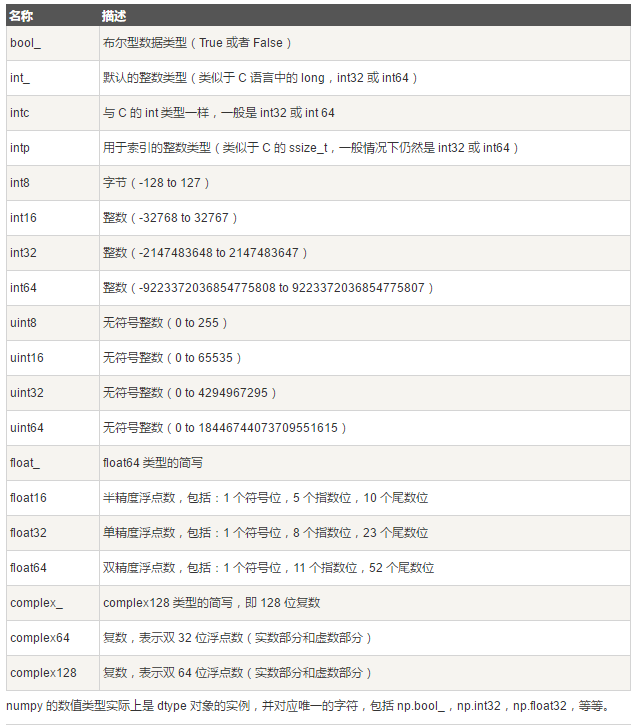 名称 描述
bool_ 布尔型数据类型（True 或者 False）
int_ 默认的整数类型（类似于 C 语言中的 long，int32 或 int64）
intc 与 C 的 int 类型一样，一般是 int32 或 int 64
intp 用于索引的整数类型（类似于 C 的 ssize_t，一般情况下仍然是 int32 或 int64）
int8 字节（-128 to 127）
int16 整数（-32768 to 32767）
int32 整数（-2147483648 to 2147483647）
int64 整数（-9223372036854775808 to 9223372036854775807）
uint8 无符号整数（0 to 255）
uint16 无符号整数（0 to 65535）
uint32 无符号整数（0 to 4294967295）
uint64 无符号整数（0 to 18446744073709551615）
float_ float64 类型的简写
float16 半精度浮点数，包括：1 个符号位，5 个指数位，10 个尾数位
float32 单精度浮点数，包括：1 个符号位，8 个指数位，23 个尾数位
float64 双精度浮点数，包括：1 个符号位，11 个指数位，52 个尾数位
complex_ complex128 类型的简写，即 128 位复数
complex64 复数，表示双 32 位浮点数（实数部分和虚数部分）
complex128 复数，表示双 64 位浮点数（实数部分和虚数部分）
numpy 的数值类型实际上是 dtype 对象的实例，并对应唯一的字符，包括 np.bool_，np.int32，np.float32，等等。